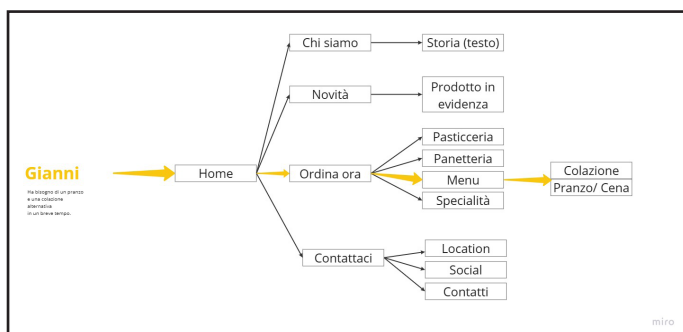 Chi siamo
Storia (testo)
Novità
Prodotto in
evidenza
Gianni
Ha bisogno di un pranzo
e una colazione
alternativa
in un breve tempo.
Home
Ordina ora
Pasticceria
Panetteria
Menu
Specialità
Colazione
Pranzo/ Cena
Contattaci
Location
Social
Contatti
miro